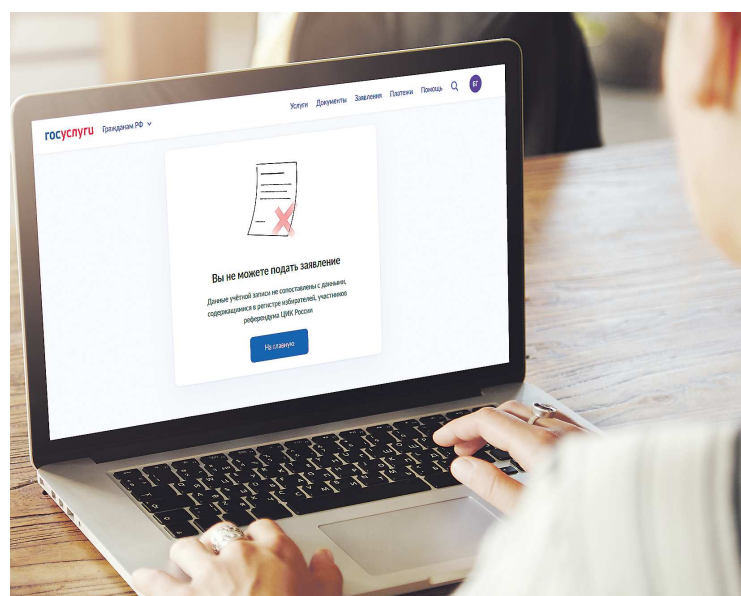 госуслуги Гражданам РФ Услуги Документы Заявления Платежи Помощь БГ
Вы не можете подать заявление
Данные учётной записи не сопоставлены с данными,
содержащимися в регистре избирателей, участников
референдума ЦИК России
На главную